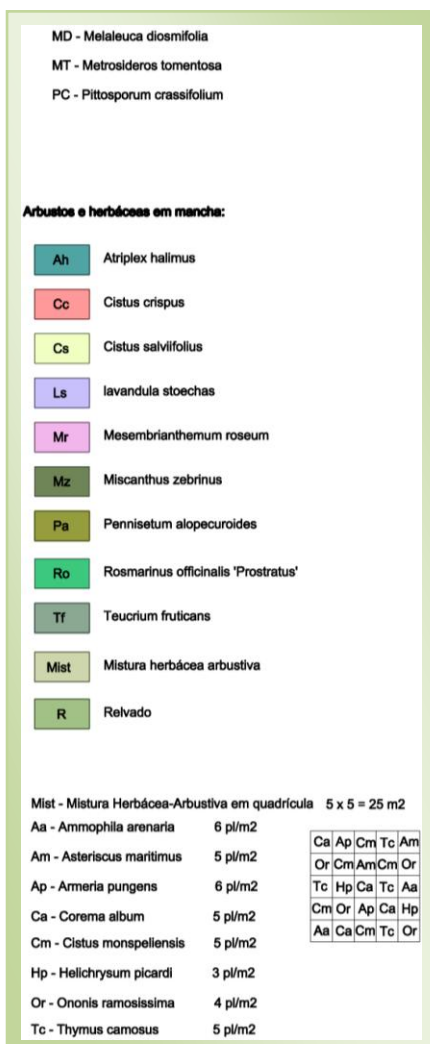 MD - Melaleuca diosmifolia
MT - Metrosideros tomentosa
PC - Pittosporum crassifolium
Arbustos e herbáceas em mancha:
Ah Atriplex halimus
Cc Cistus crispus
Cs Cistus salviifolius
Ls lavandula stoechas
Mr Mesembrianthemum roseum
Mz Miscanthus zebrinus
Pa Pennisetum alopecuroides
Ro Rosmarinus officinalis 'Prostratus'
Tf Teucrium fruticans
Mist Mistura herbácea arbustiva
R Relvado
Mist - Mistura Herbácea-Arbustiva em quadrícula 5 x 5 = 25 m2
Aa - Ammophila arenaria 6 pl/m2
Am - Asteriscus maritimus 5 pl/m2
Ap - Armeria pungens 6 pl/m2
Ca - Corema album 5 pl/m2
Cm - Cistus monspeliensis 5 pl/m2
Hp - Helichrysum picardi 3 pl/m2
Or - Ononis ramosissima 4 pl/m2
Tc - Thymus camosus 5 pl/m2
Ca Ap Cm Tc Am
Or Cm Am Cm Or
Tc Hp Ca Tc Aa
Cm Or Ap Ca Hp
Aa Ca Cm Tc Or